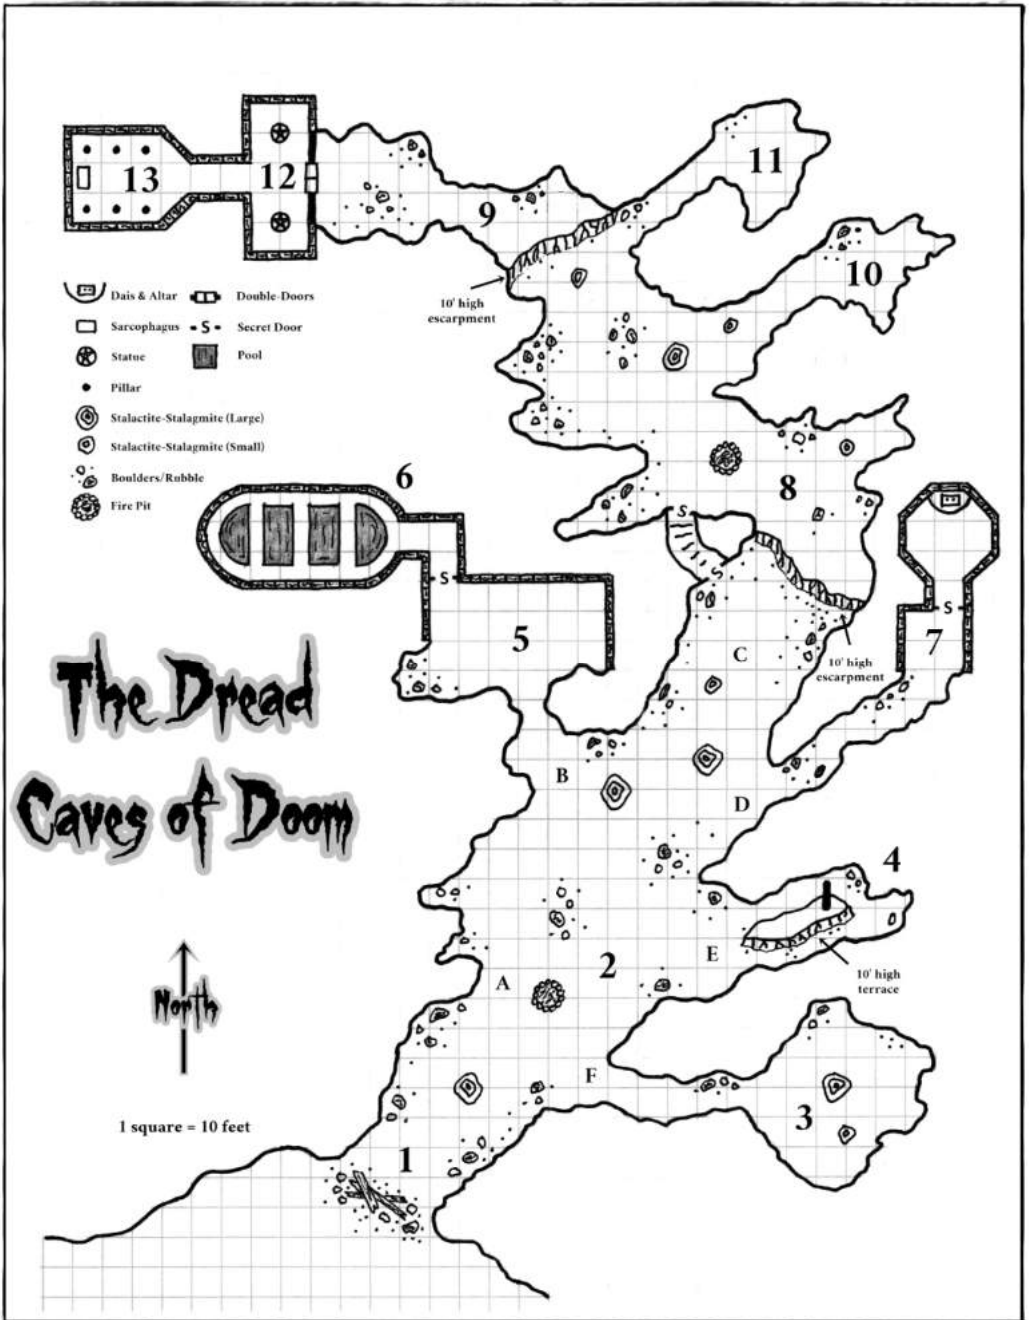 11
13
12
9
10
10' high
escarpment
Dais & Altar
Double-Doors
Sarcophagus
S
Secret Door
Statue
Pool
Pillar
Stalactite-Stalagmite (Large)
Stalactite-Stalagmite (Small)
Boulders/Rubble
Fire Pit
6
8
S
S
S
S
5
7
C
10' high
escarpment
The Dread
Caves of Doom
B
D
4
E
2
A
10' high
terrace
North
F
3
1 square = 10 feet
1